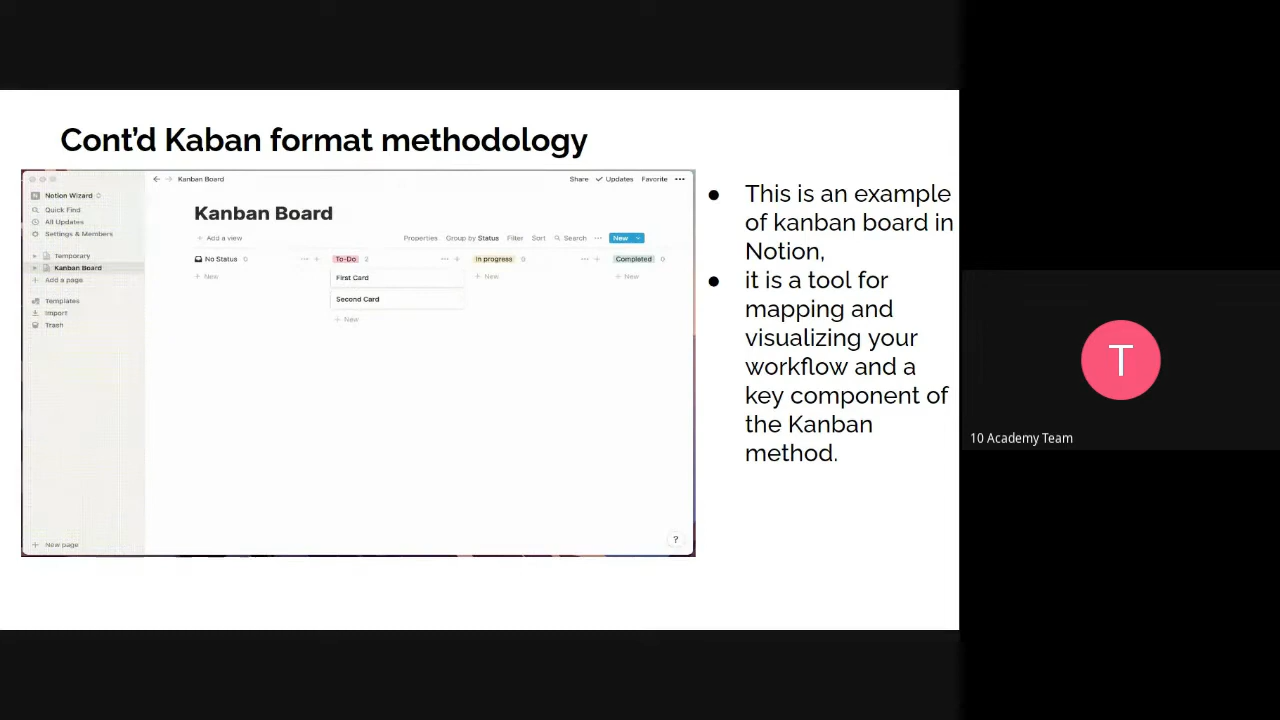 Cont’d Kaban format methodology
Notion Wizard
Quick Find
All Updates
Settings & Members
Temporary
Kanban Board
+ Add a page
Templates
Import
Trash
+ New page
Kanban Board
Share Updates Favorite •••
Kanban Board
+ Add a view
Properties Group by Status Filter Sort Search ••• New
No Status 0 ••• +
+ New
To-Do 2 ••• +
First Card
Second Card
+ New
In progress 0 ••• +
+ New
Completed 0
+ New
?
● This is an example
of kanban board in
Notion,
● it is a tool for
mapping and
visualizing your
workflow and a
key component of
the Kanban
method.
T
10 Academy Team